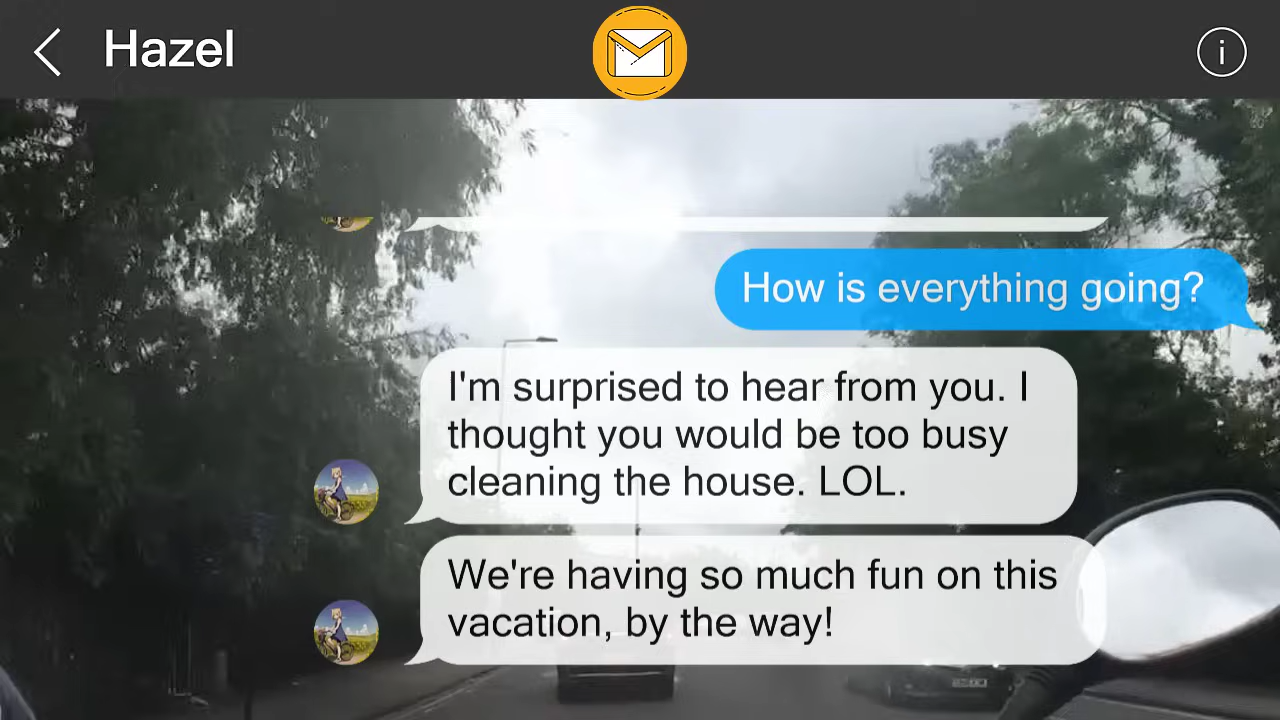 Hazel
i
How is everything going?
I'm surprised to hear from you. I
thought you would be too busy
cleaning the house. LOL.
We're having so much fun on this
vacation, by the way!